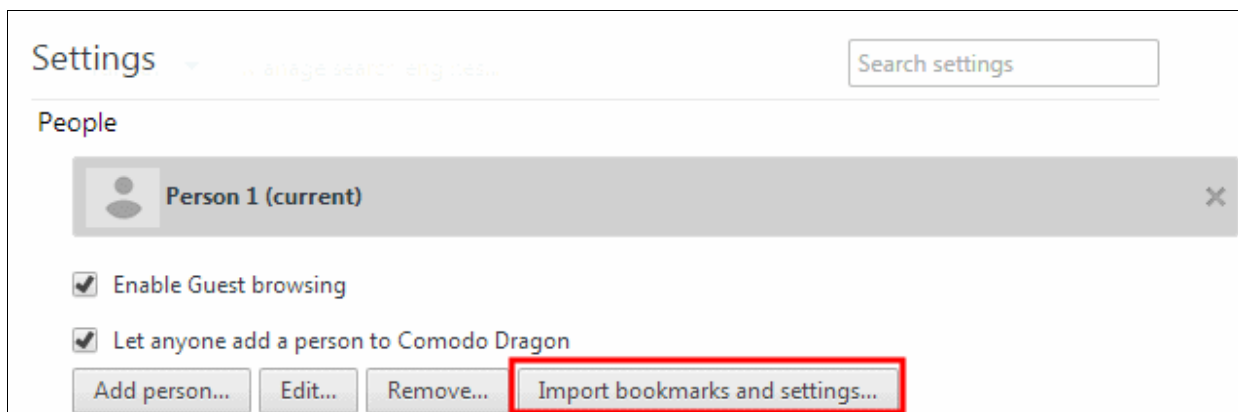 Settings
Search settings
People
Person 1 (current)
Enable Guest browsing
Let anyone add a person to Comodo Dragon
Add person... Edit... Remove... Import bookmarks and settings...